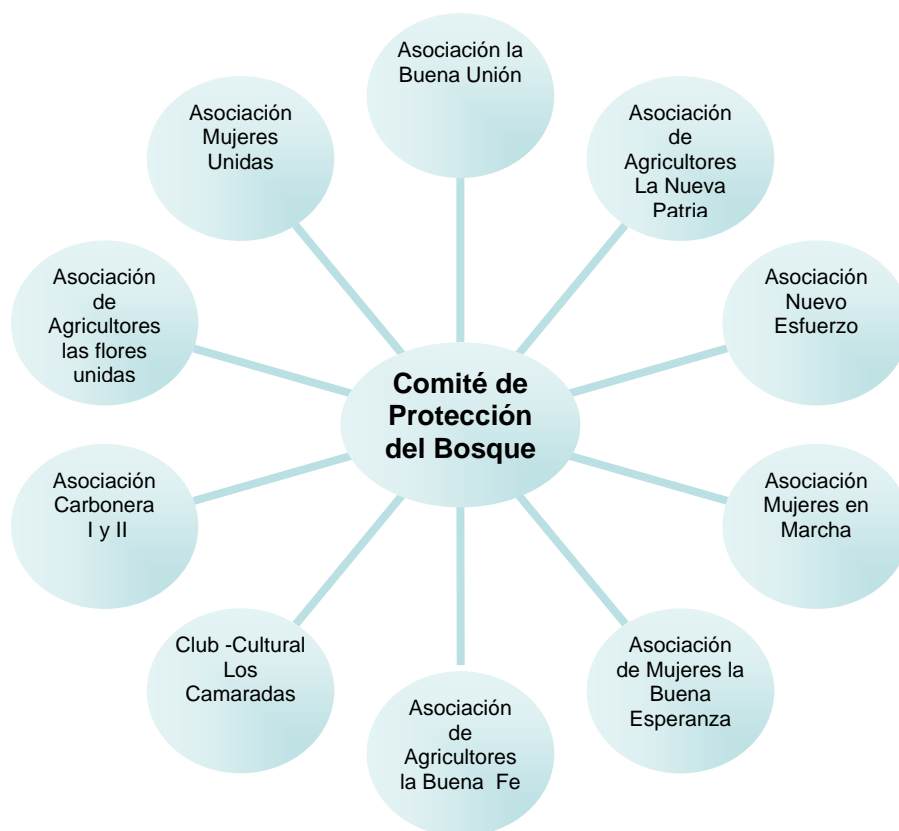 Asociación la
Buena Unión
Asociación
de
Agricultores
La Nueva
Patria
Asociación
Nuevo
Esfuerzo
Asociación
Mujeres en
Marcha
Asociación
de Mujeres la
Buena
Esperanza
Asociación
de
Agricultores
la Buena Fe
Club -Cultural
Los
Camaradas
Asociación
Carbonera
I y II
Asociación
de
Agricultores
las flores
unidas
Asociación
Mujeres
Unidas
Comité de
Protección
del Bosque